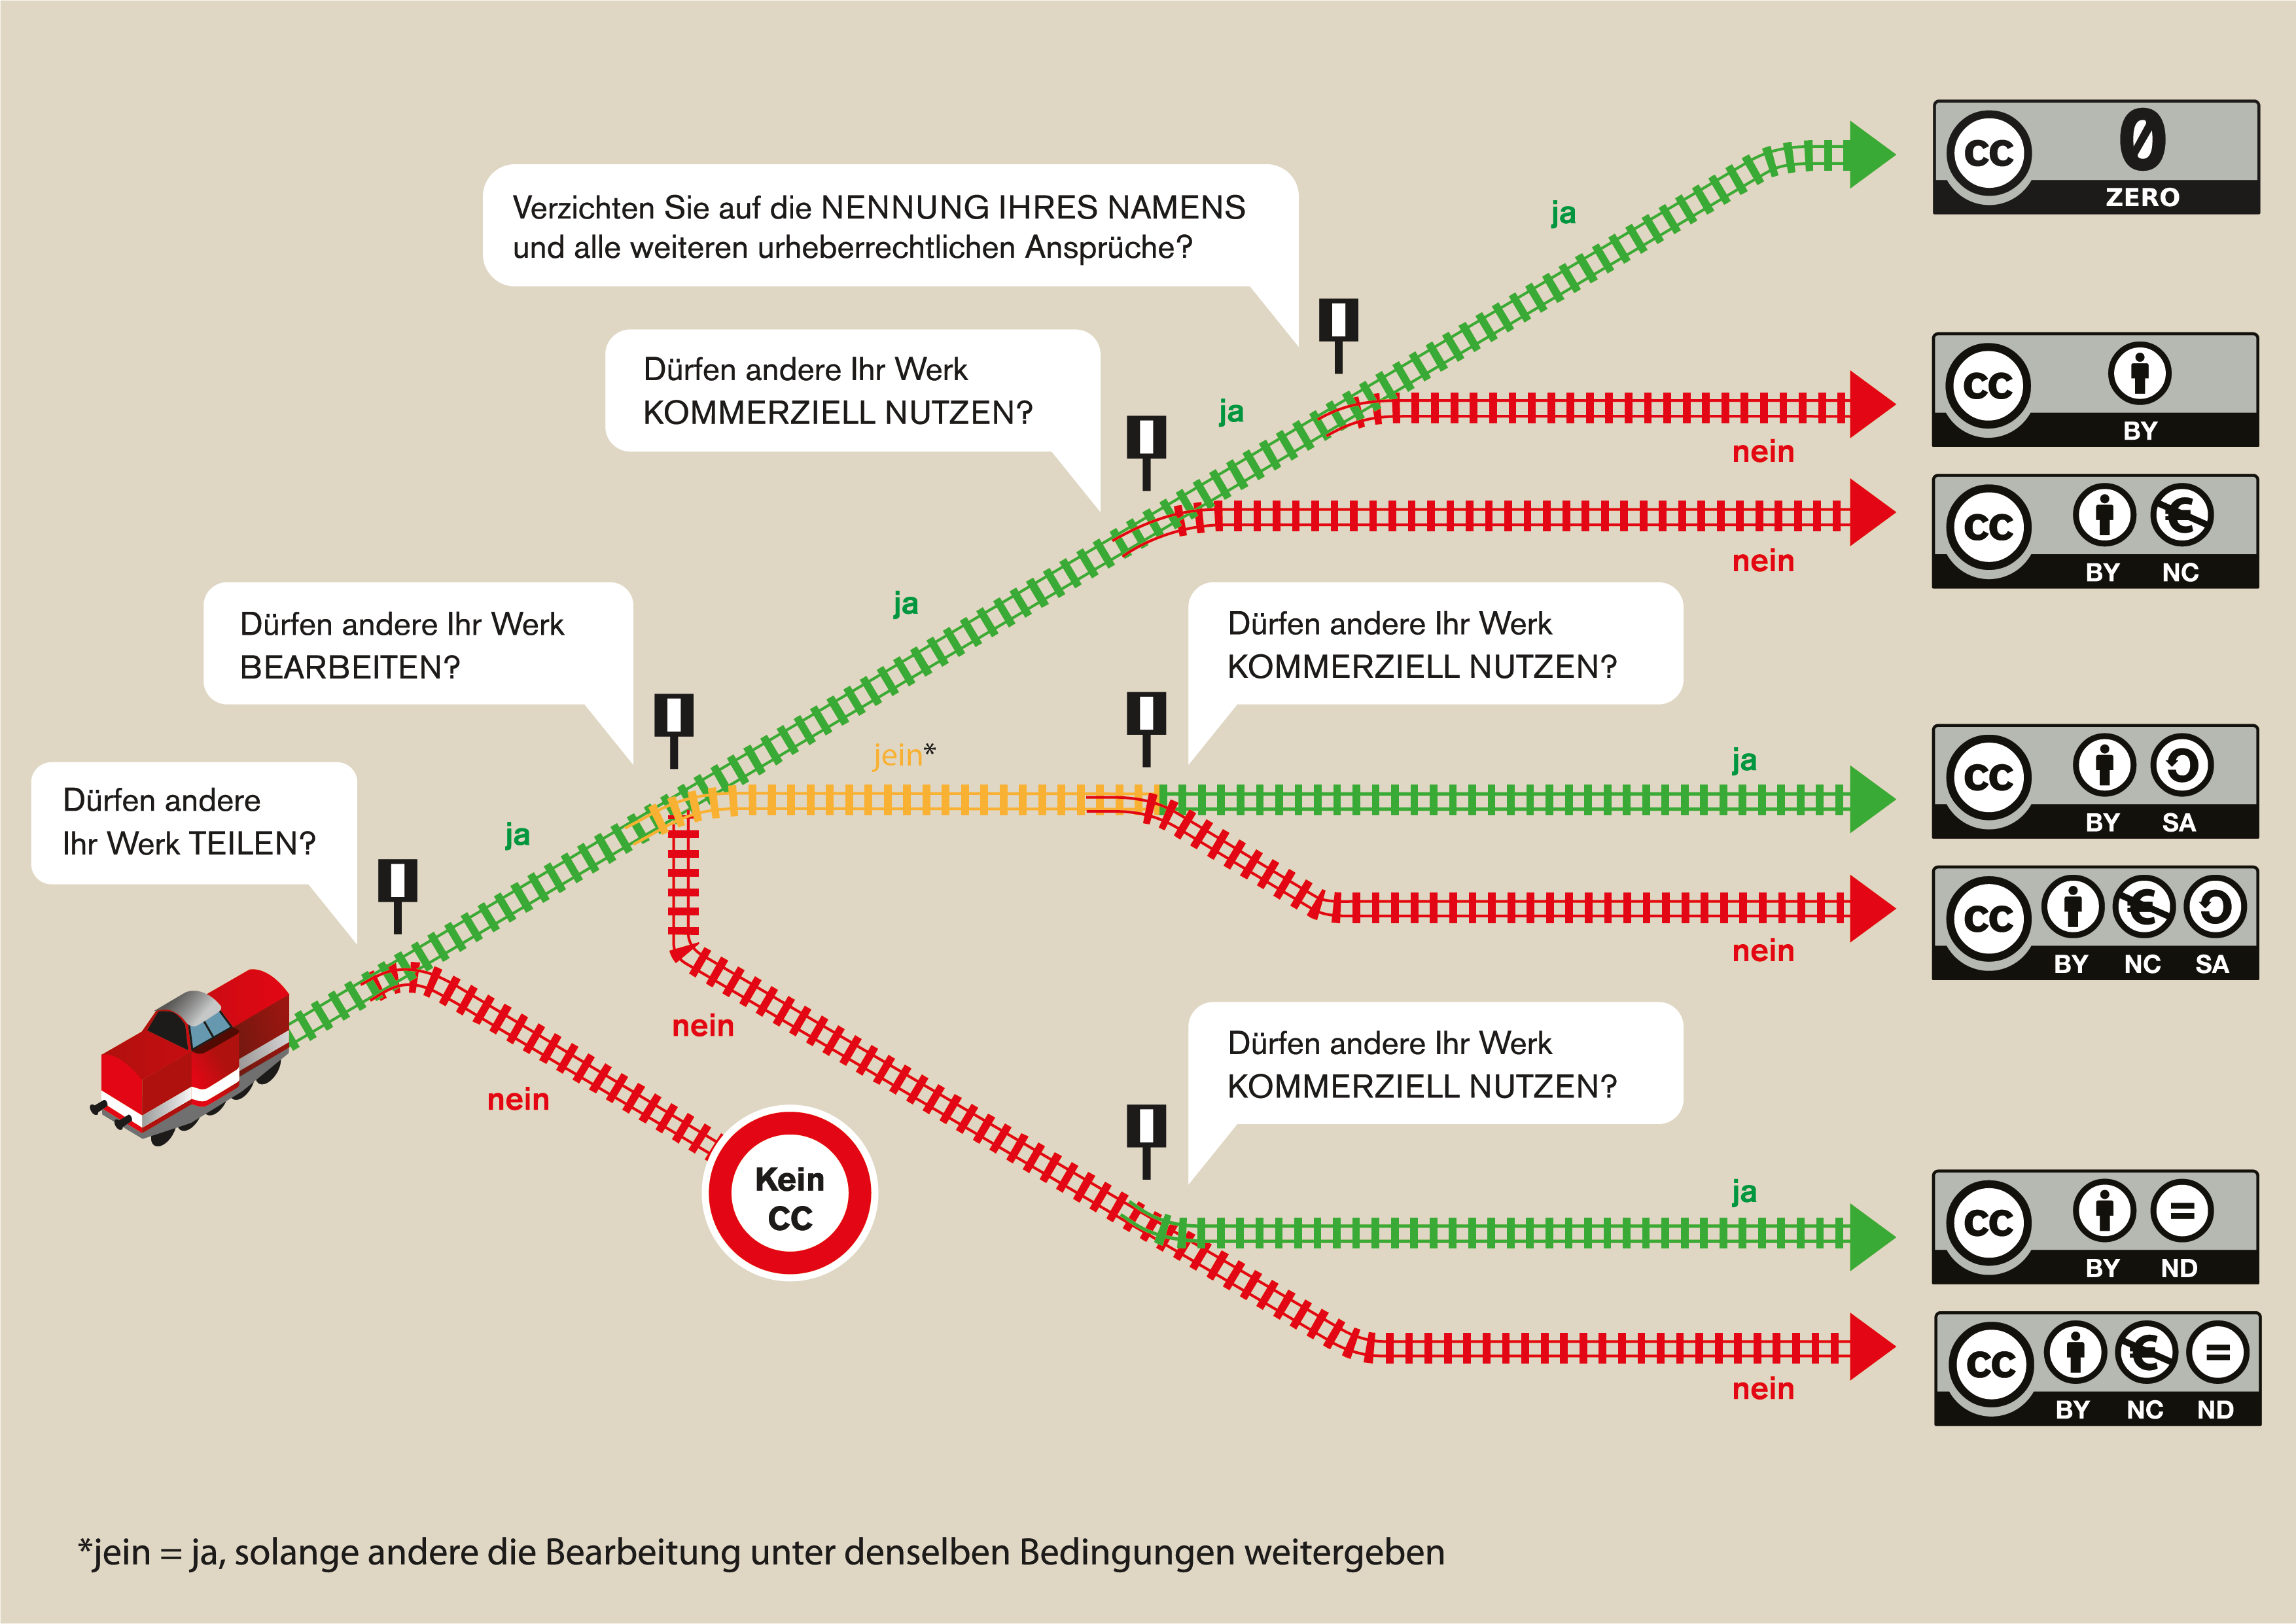 Verzichten Sie auf die NENNUNG IHRES NAMENS
und alle weiteren urheberrechtlichen Ansprüche?
ja
cc 0
ZERO
Dürfen andere Ihr Werk
KOMMERZIELL NUTZEN?
ja
nein
cc
BY
nein
cc €
BY NC
Dürfen andere Ihr Werk
BEARBEITEN?
ja
jein*
Dürfen andere Ihr Werk
KOMMERZIELL NUTZEN?
ja
cc
BY SA
nein
cc €
BY NC SA
Dürfen andere
Ihr Werk TEILEN?
ja
nein
nein
Kein
CC
Dürfen andere Ihr Werk
KOMMERZIELL NUTZEN?
ja
cc =
BY ND
nein
cc € =
BY NC ND
*jein = ja, solange andere die Bearbeitung unter denselben Bedingungen weitergeben